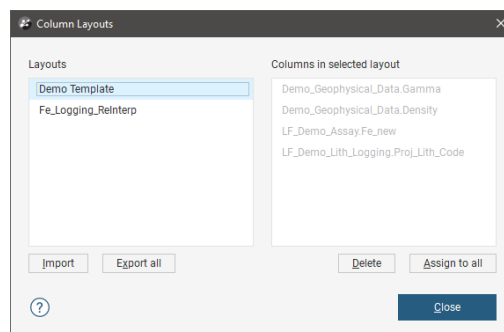 Column Layouts
Layouts
Columns in selected layout
Demo Template
Fe_Logging_ReInterp
Demo_Geophysical_Data.Gamma
Demo_Geophysical_Data.Density
LF_Demo_Assay.Fe_new
LF_Demo_Lith_Logging.Proj_Lith_Code
Import
Export all
Delete
Assign to all
?
Close